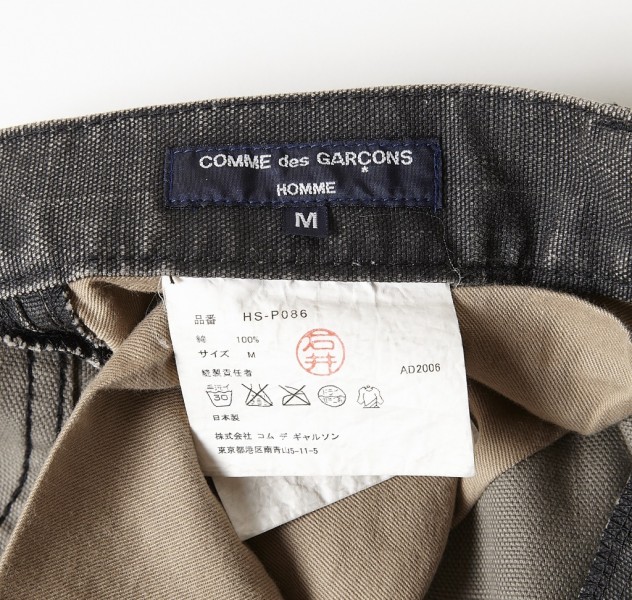 COMME des GARÇONS
HOMME
M
品番 HS-P086
綿 100%
サイズ M
縫製責任者
石井
AD2006
30
日本製
株式会社 コム デ ギャルソン
東京都港区南青山5-11-5